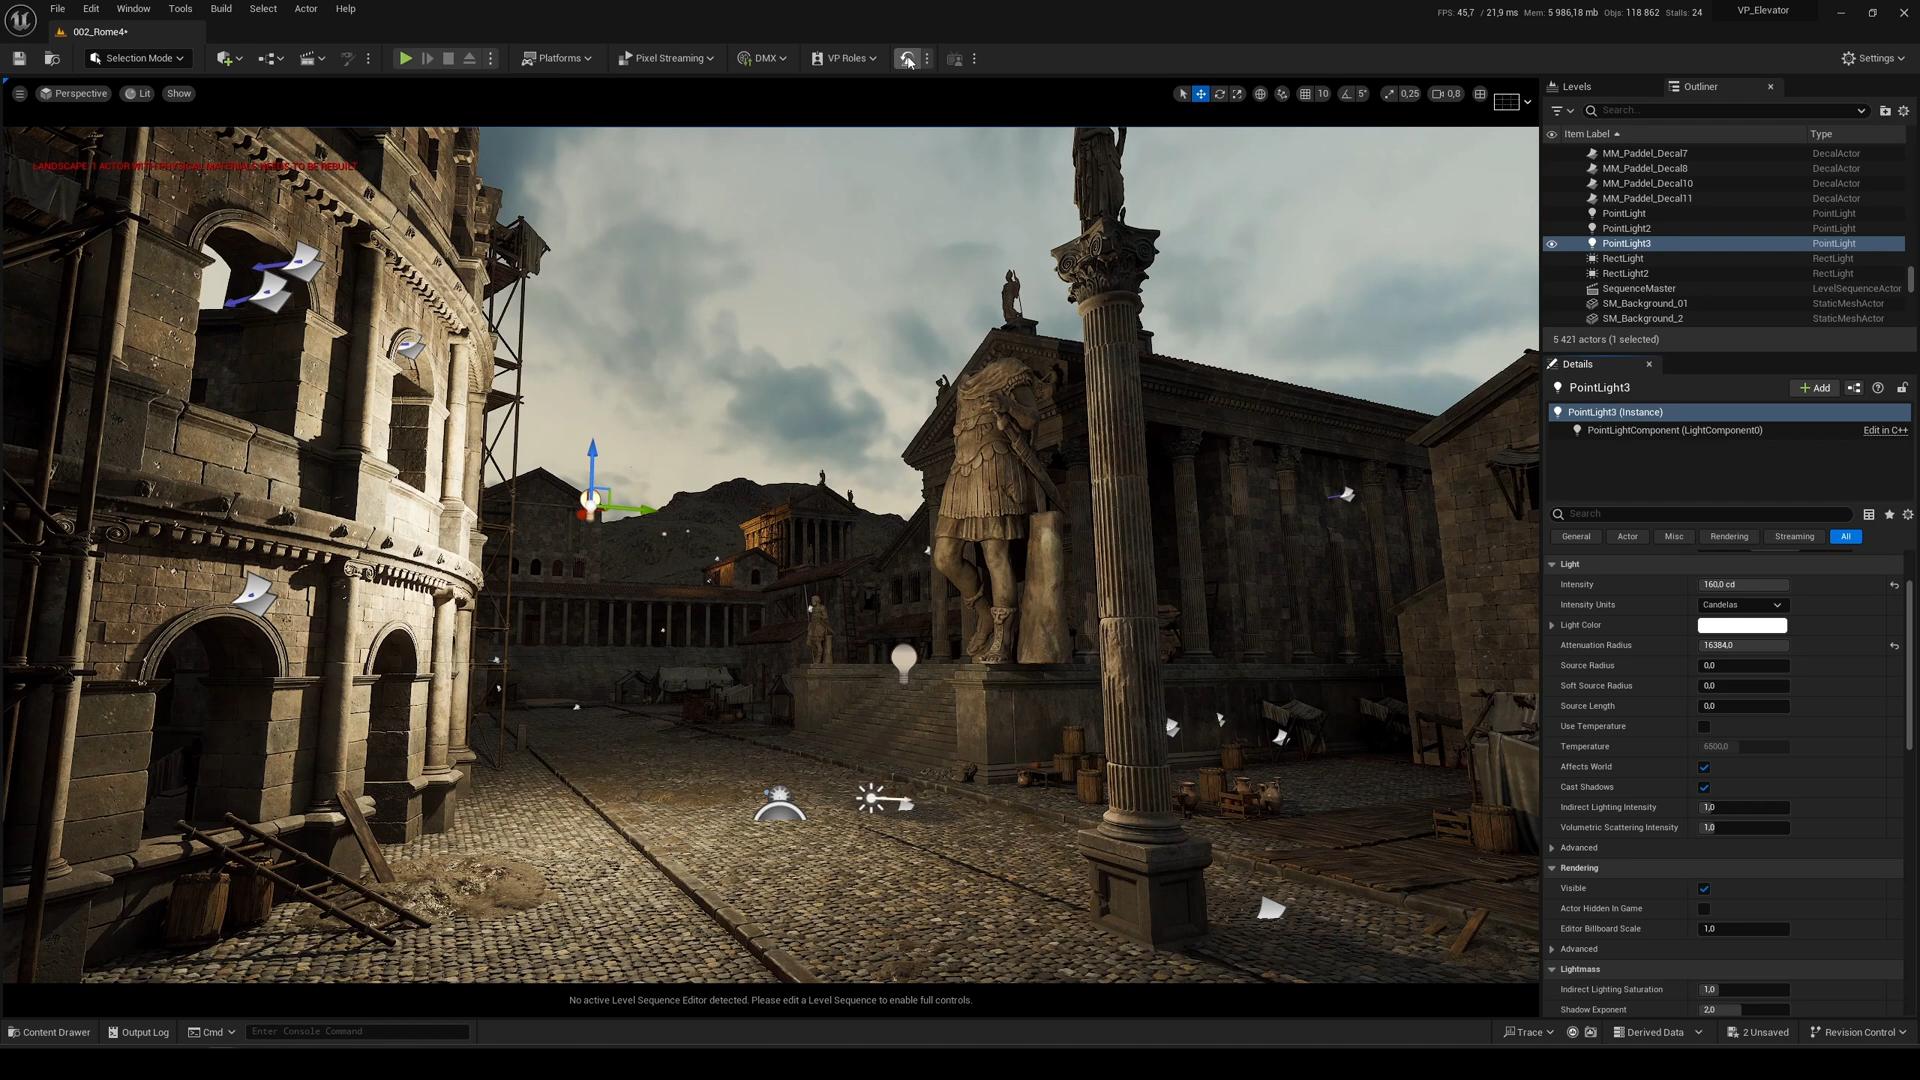 File Edit Window Tools Build Select Actor Help
FPS: 45,7 / 21,9 ms Mem: 5 986,18 mb Objs: 118 862 Stalls: 24
VP_Elevator
002_Rome4*
Selection Mode
Platforms
Pixel Streaming
DMX
VP Roles
Settings
Perspective
Lit
Show
10
5°
0,25
0,8
LANDSCAPE: 1 ACTOR WITH PHYSICAL MATERIALS NEEDS TO BE REBUILT
Levels
Outliner
Search...
Item Label
Type
MM_Paddel_Decal7 DecalActor
MM_Paddel_Decal8 DecalActor
MM_Paddel_Decal10 DecalActor
MM_Paddel_Decal11 DecalActor
PointLight PointLight
PointLight2 PointLight
PointLight3 PointLight
RectLight RectLight
RectLight2 RectLight
SequenceMaster LevelSequenceActor
SM_Background_01 StaticMeshActor
SM_Background_2 StaticMeshActor
5 421 actors (1 selected)
Details
PointLight3
Add
PointLight3 (Instance)
PointLightComponent (LightComponent0) Edit in C++
Search
General Actor Misc Rendering Streaming All
Light
Intensity 160,0 cd
Intensity Units Candelas
Light Color
Attenuation Radius 16384,0
Source Radius 0,0
Soft Source Radius 0,0
Source Length 0,0
Use Temperature
Temperature 6500,0
Affects World
Cast Shadows
Indirect Lighting Intensity 1,0
Volumetric Scattering Intensity 1,0
Advanced
Rendering
Visible
Actor Hidden In Game
Editor Billboard Scale 1,0
Advanced
Lightmass
Indirect Lighting Saturation 1,0
Shadow Exponent 2,0
No active Level Sequence Editor detected. Please edit a Level Sequence to enable full controls.
Content Drawer
Output Log
Cmd
Enter Console Command
Trace
Derived Data
2 Unsaved
Revision Control